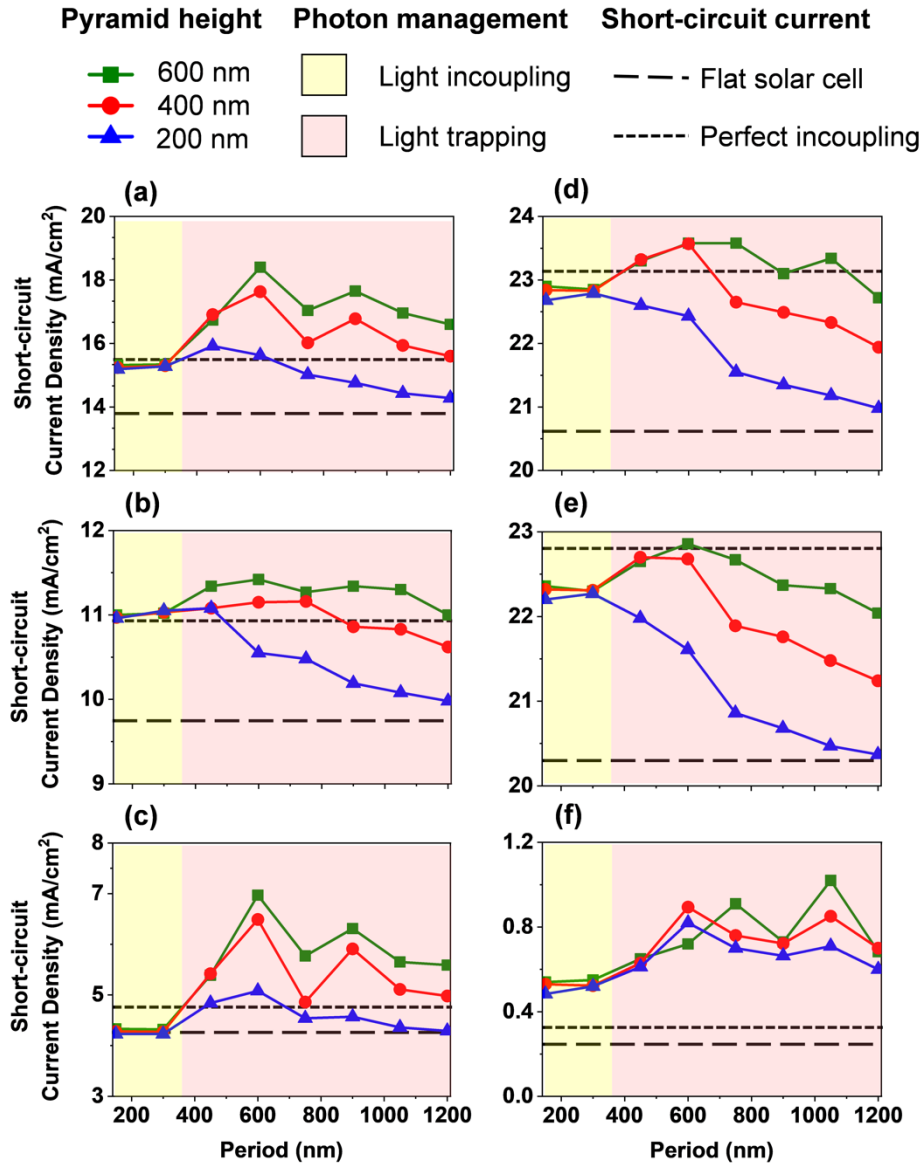 Pyramid height Photon management Short-circuit current
600 nm Light incoupling Flat solar cell
400 nm
200 nm Light trapping Perfect incoupling
(a)
20
18
16
14
12
Short-circuit
Current Density (mA/cm²)
(d)
24
23
22
21
20
(b)
12
11
10
9
Short-circuit
Current Density (mA/cm²)
(e)
23
22
21
20
(c)
8
7
5
3
Short-circuit
Current Density (mA/cm²)
200 400 600 800 1000 1200
Period (nm)
(f)
1.2
0.8
0.4
0.0
200 400 600 800 1000 1200
Period (nm)